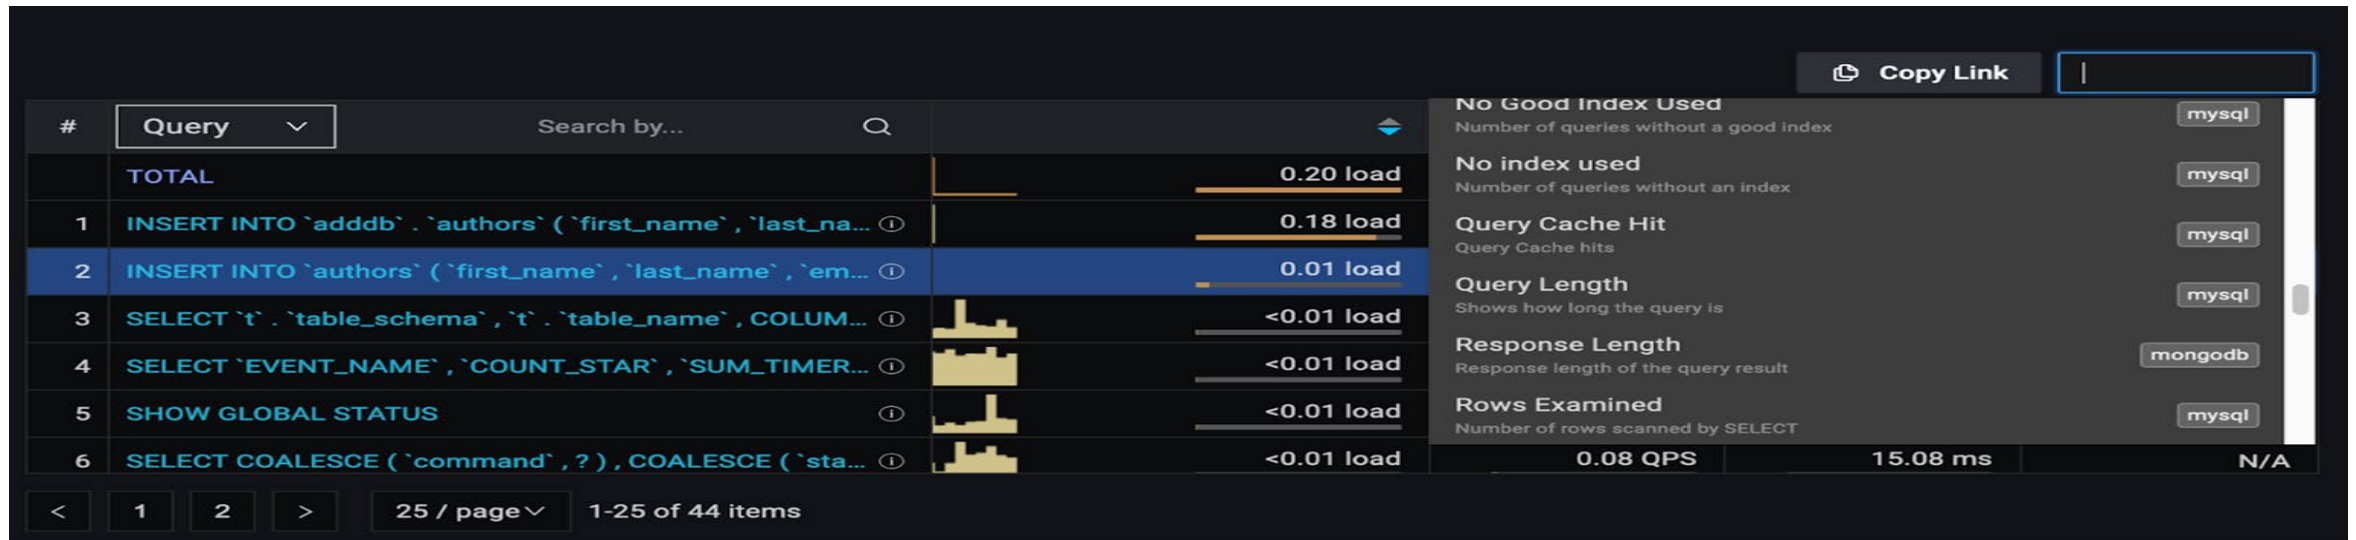 Copy Link
# Query Search by...
TOTAL 0.20 load
1 INSERT INTO `adddb` . `authors` ( `first_name` , `last_na... 0.18 load
2 INSERT INTO `authors` ( `first_name` , `last_name` , `em... 0.01 load
3 SELECT `t` . `table_schema` , `t` . `table_name` , COLUM... <0.01 load
4 SELECT `EVENT_NAME` , `COUNT_STAR` , `SUM_TIMER... <0.01 load
5 SHOW GLOBAL STATUS <0.01 load
6 SELECT COALESCE ( `command` , ? ) , COALESCE ( `sta... <0.01 load 0.08 QPS 15.08 ms N/A
No Good Index Used mysql
Number of queries without a good index
No index used mysql
Number of queries without an index
Query Cache Hit mysql
Query Cache hits
Query Length mysql
Shows how long the query is
Response Length mongodb
Response length of the query result
Rows Examined mysql
Number of rows scanned by SELECT
< 1 2 > 25 / page 1-25 of 44 items